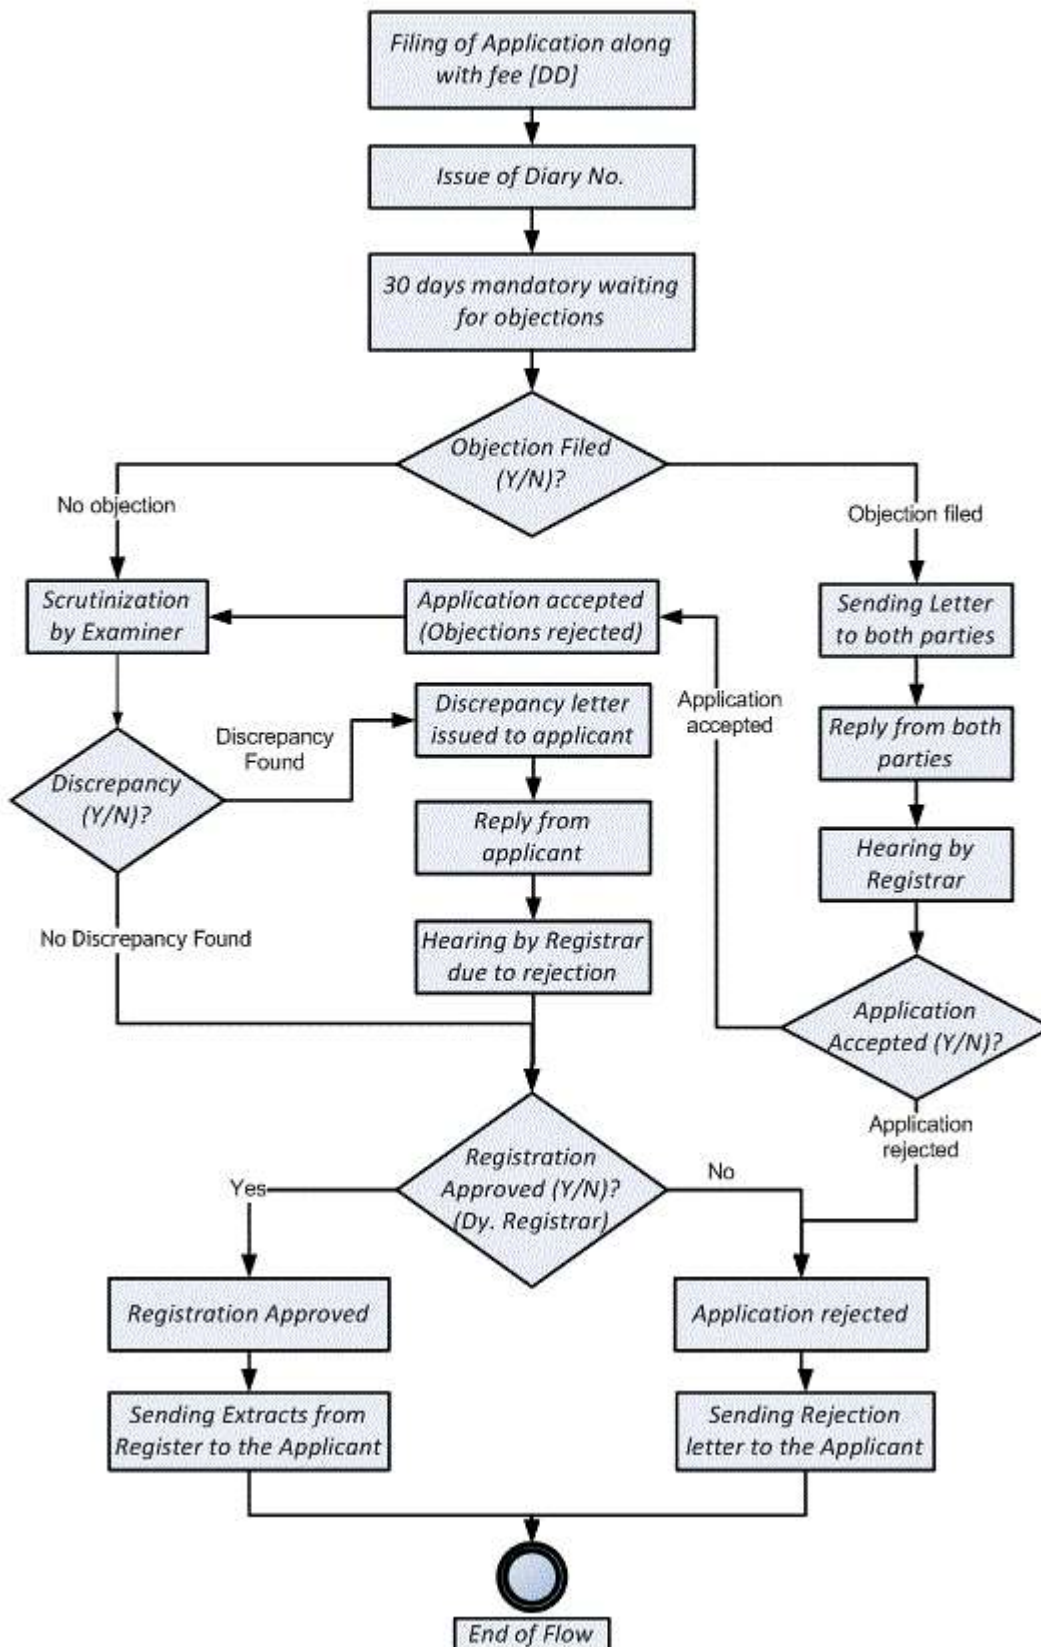 Filing of Application along
with fee [DD]
Issue of Diary No.
30 days mandatory waiting
for objections
Objection Filed
(Y/N)?
No objection
Objection filed
Scrutinization
by Examiner
Application accepted
(Objections rejected)
Sending Letter
to both parties
Application
accepted
Discrepancy
Found
Discrepancy letter
issued to applicant
Reply from both
parties
Discrepancy
(Y/N)?
Reply from
applicant
Hearing by
Registrar
No Discrepancy Found
Hearing by Registrar
due to rejection
Application
Accepted (Y/N)?
Application
rejected
Registration
Approved (Y/N)?
(Dy. Registrar)
Yes
No
Registration Approved
Application rejected
Sending Extracts from
Register to the Applicant
Sending Rejection
letter to the Applicant
End of Flow